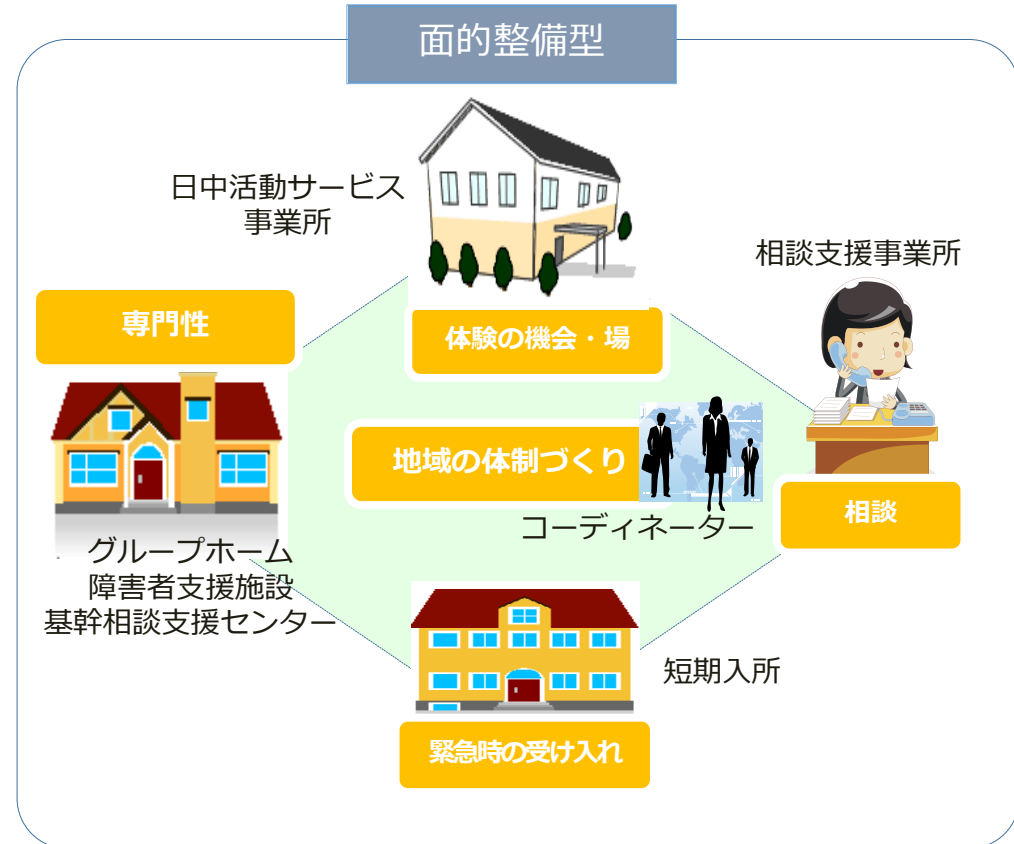 面的整備型
日中活動サービス
事業所
相談支援事業所
専門性
体験の機会・場
地域の体制づくり
コーディネーター
相談
グループホーム
障害者支援施設
基幹相談支援センター
短期入所
緊急時の受け入れ